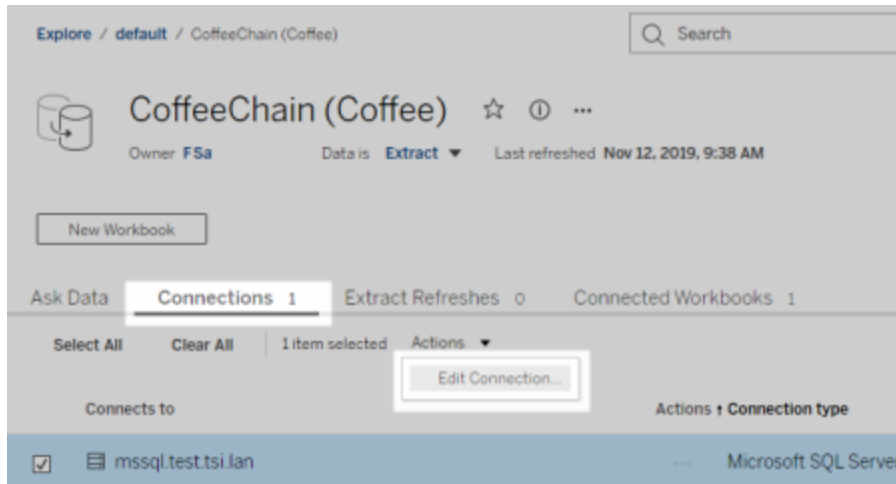 Explore / default / CoffeeChain (Coffee)
Search
CoffeeChain (Coffee)
Owner FSa Data is Extract Last refreshed Nov 12, 2019, 9:38 AM
New Workbook
Ask Data Connections 1 Extract Refreshes 0 Connected Workbooks 1
Select All Clear All 1 item selected Actions
Edit Connection...
Connects to Actions Connection type
mssql.test.tsi.lan Microsoft SQL Server